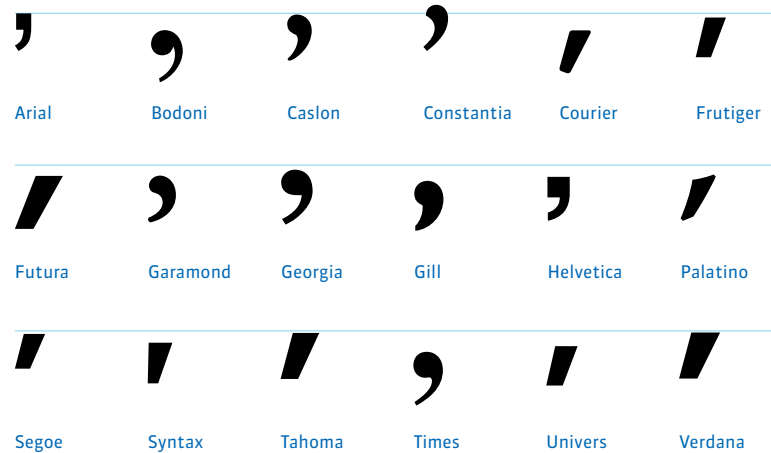 ’ ’ ’ ’ ’ ’
Arial Bodoni Caslon Constantia Courier Frutiger
’ ’ ’ ’ ’ ’
Futura Garamond Georgia Gill Helvetica Palatino
’ ’ ’ ’ ’ ’
Segoe Syntax Tahoma Times Univers Verdana